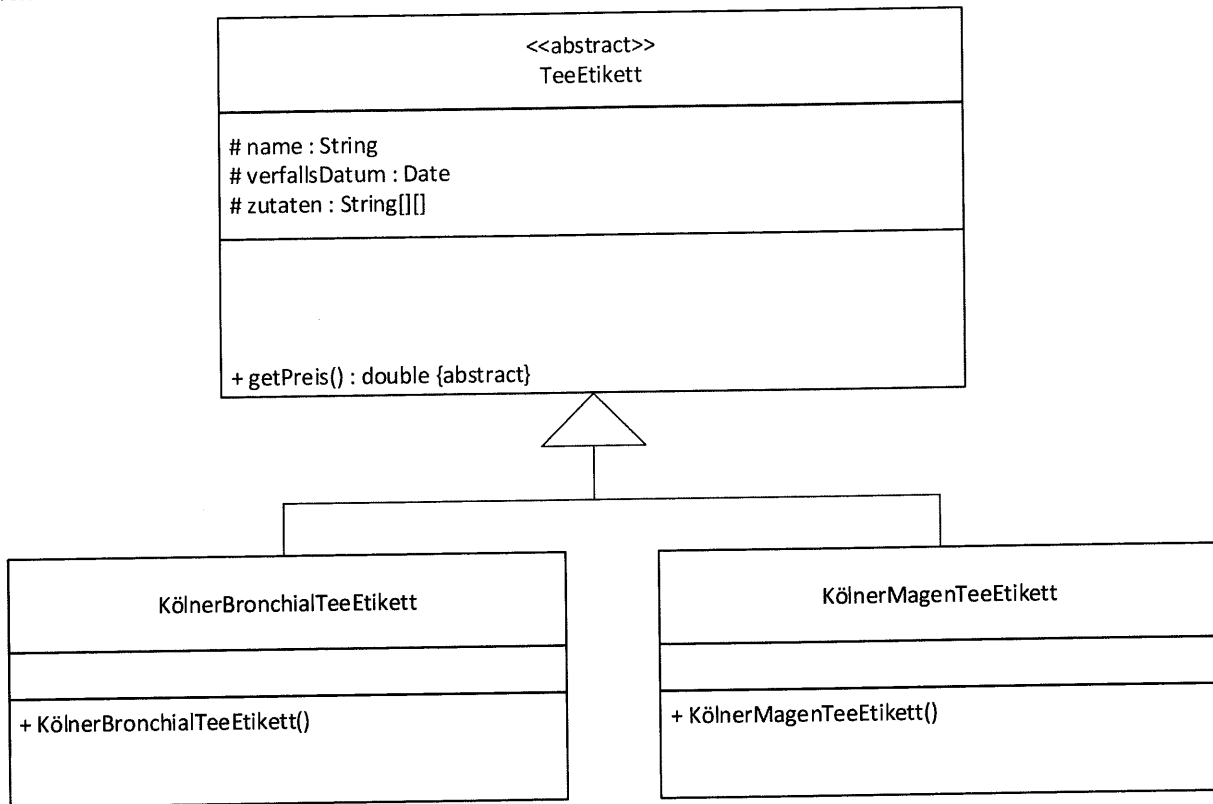 <<abstract>>
TeeEtikett
# name : String
# verfallsDatum : Date
# zutaten : String[][]
+ getPreis() : double {abstract}
KölnerBronchialTeeEtikett
+ KölnerBronchialTeeEtikett()
KölnerMagenTeeEtikett
+ KölnerMagenTeeEtikett()